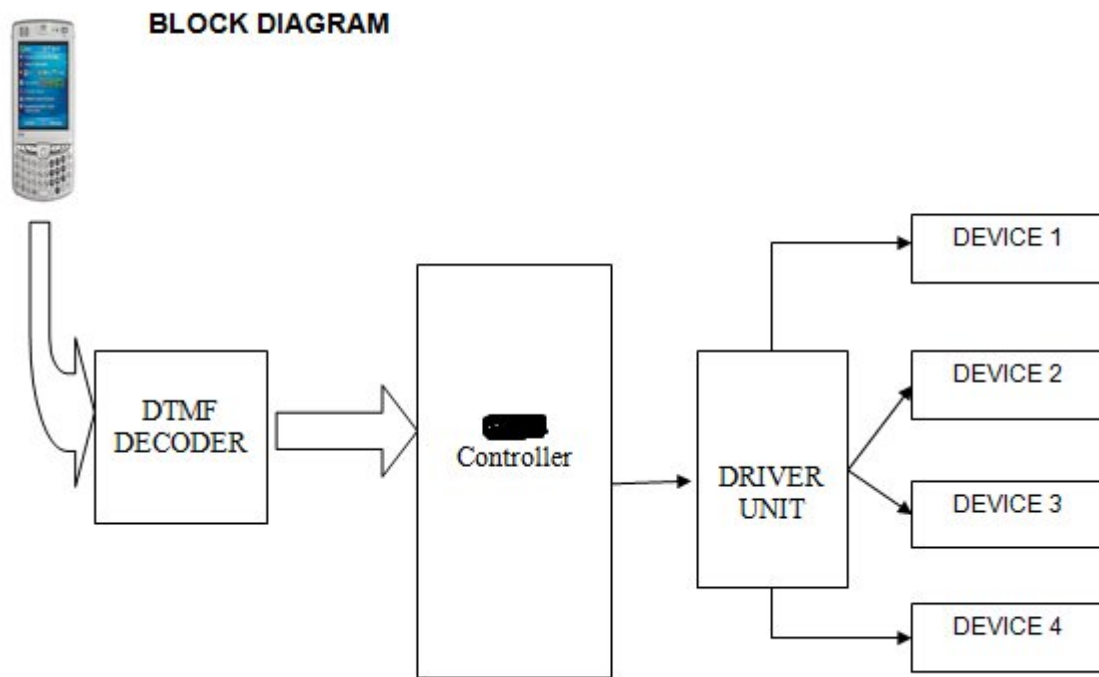 BLOCK DIAGRAM
DTMF
DECODER
Controller
DRIVER
UNIT
DEVICE 1
DEVICE 2
DEVICE 3
DEVICE 4